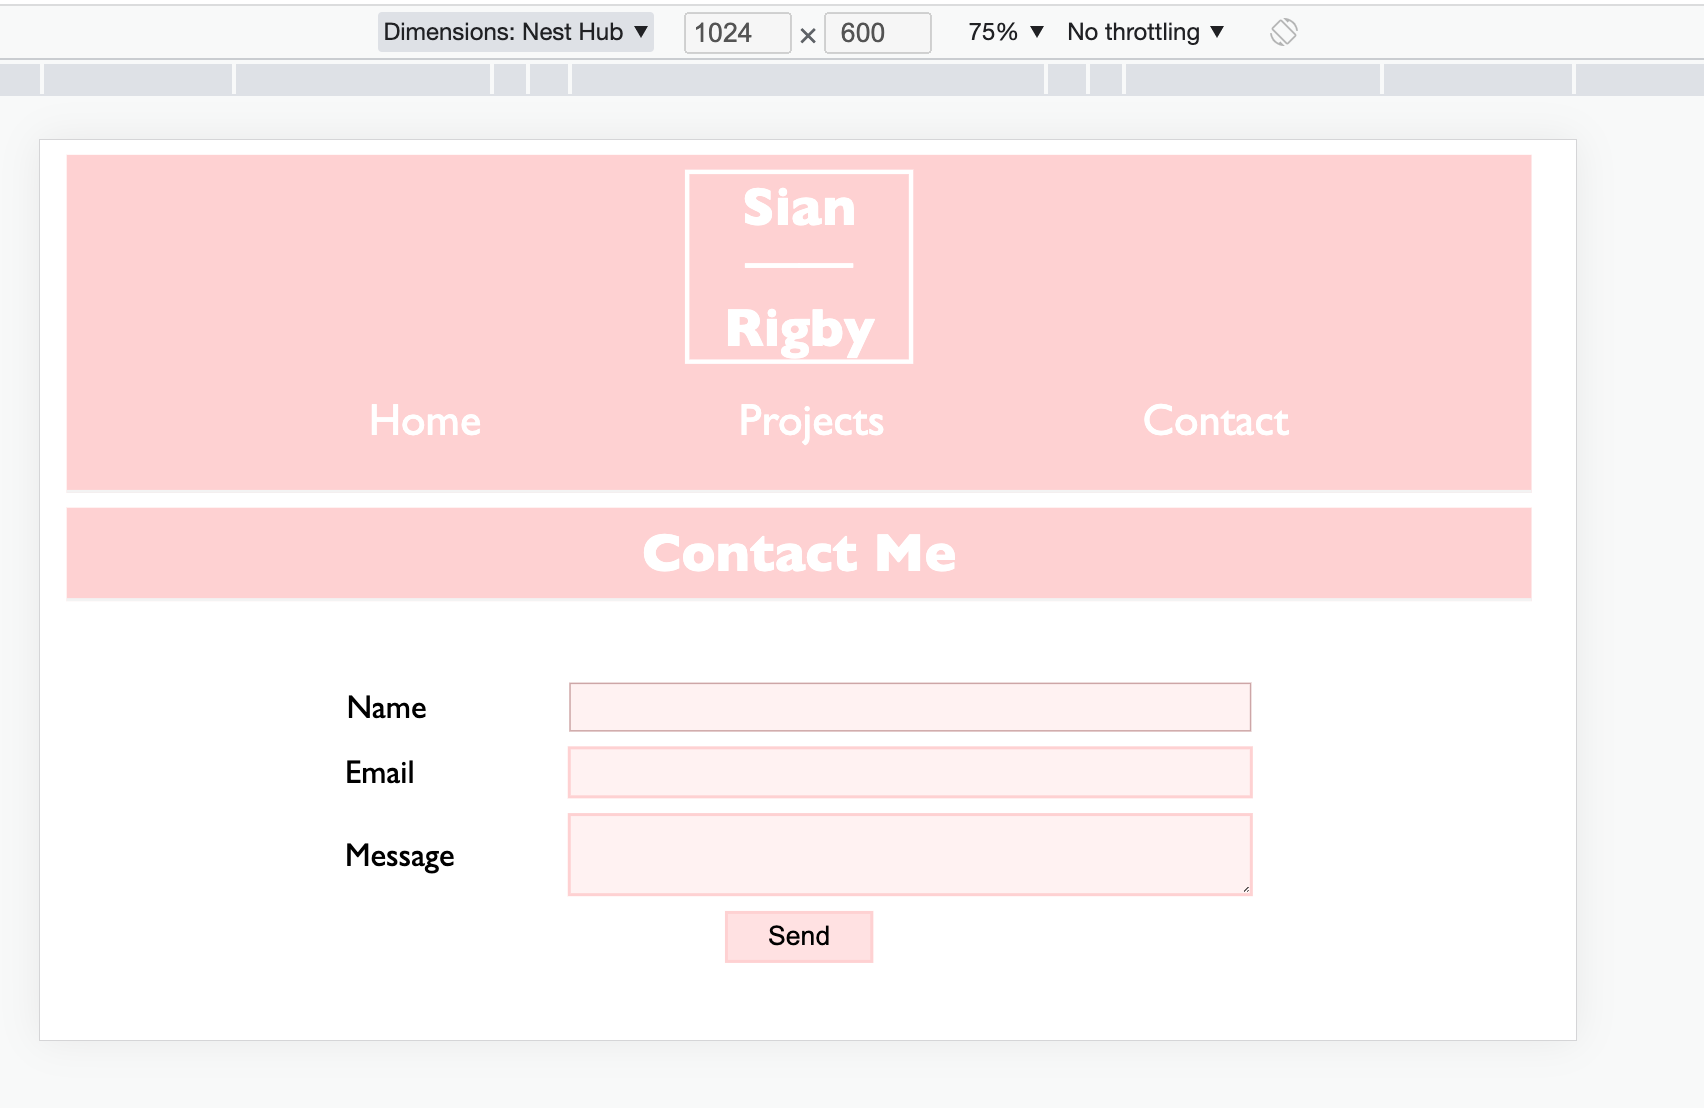 Dimensions: Nest Hub ▼ 1024 × 600 75% ▼ No throttling ▼
Sian
Rigby
Home Projects Contact
Contact Me
Name
Email
Message
Send